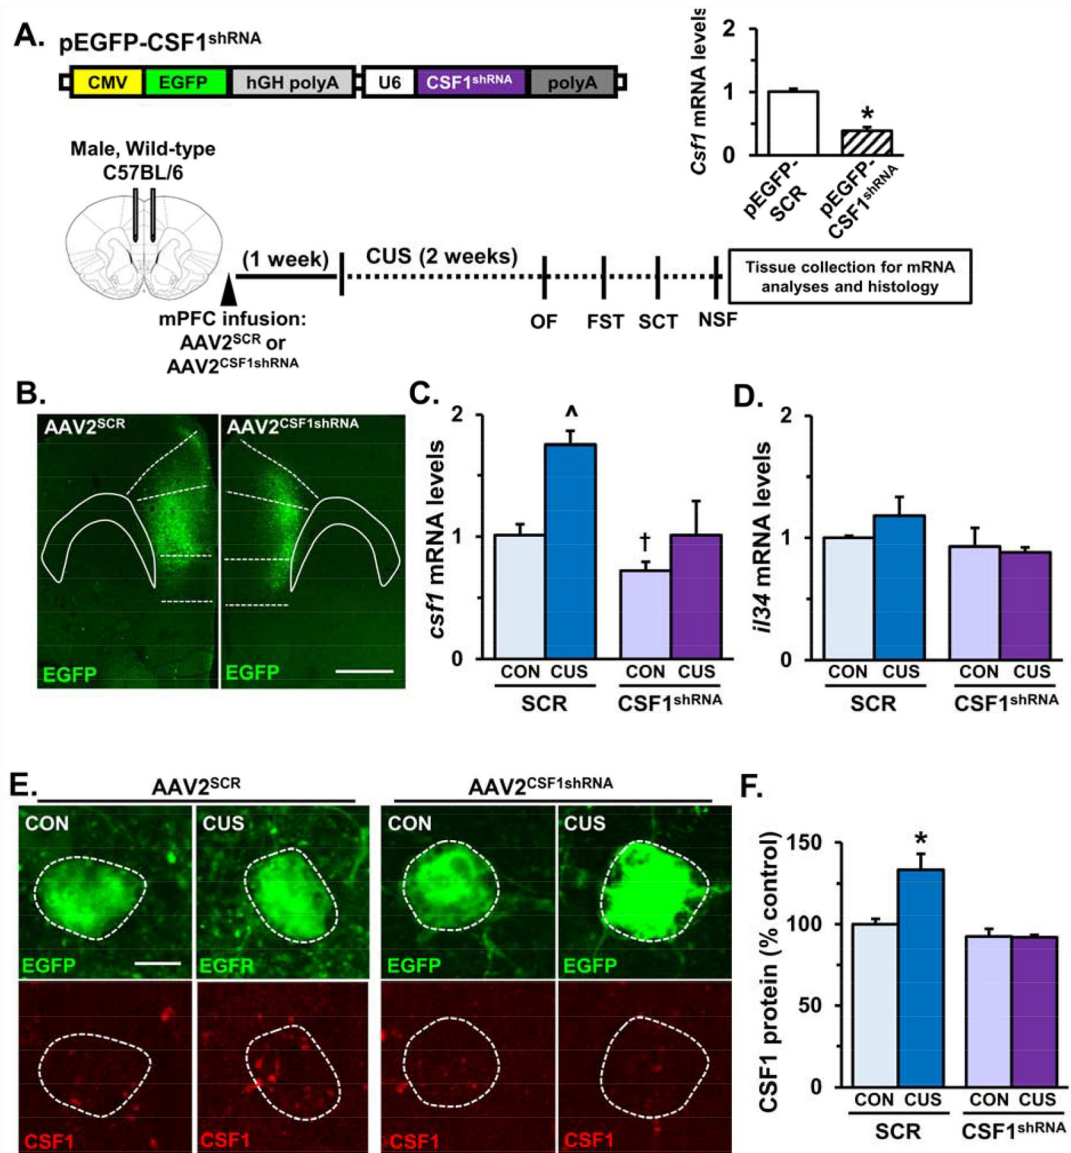 A.
pEGFP-CSF1shRNA
CMV EGFP hGH polyA U6 CSF1shRNA polyA
Csf1 mRNA levels
2
1
0
*
pEGFP-
SCR
pEGFP-
CSF1shRNA
Male, Wild-type
C57BL/6
(1 week)
CUS (2 weeks)
OF FST SCT NSF
Tissue collection for mRNA
analyses and histology
mPFC infusion:
AAV2SCR or
AAV2CSF1shRNA
B.
AAV2SCR AAV2CSF1shRNA
EGFP EGFP
C.
csf1 mRNA levels
2
1
0
^
†
CON CUS CON CUS
SCR CSF1shRNA
D.
il34 mRNA levels
2
1
0
CON CUS CON CUS
SCR CSF1shRNA
E.
AAV2SCR AAV2CSF1shRNA
CON CUS CON CUS
EGFP EGFR EGFP EGFP
CSF1 CSF1 CSF1 CSF1
F.
CSF1 protein (% control)
150
100
50
0
*
CON CUS CON CUS
SCR CSF1shRNA